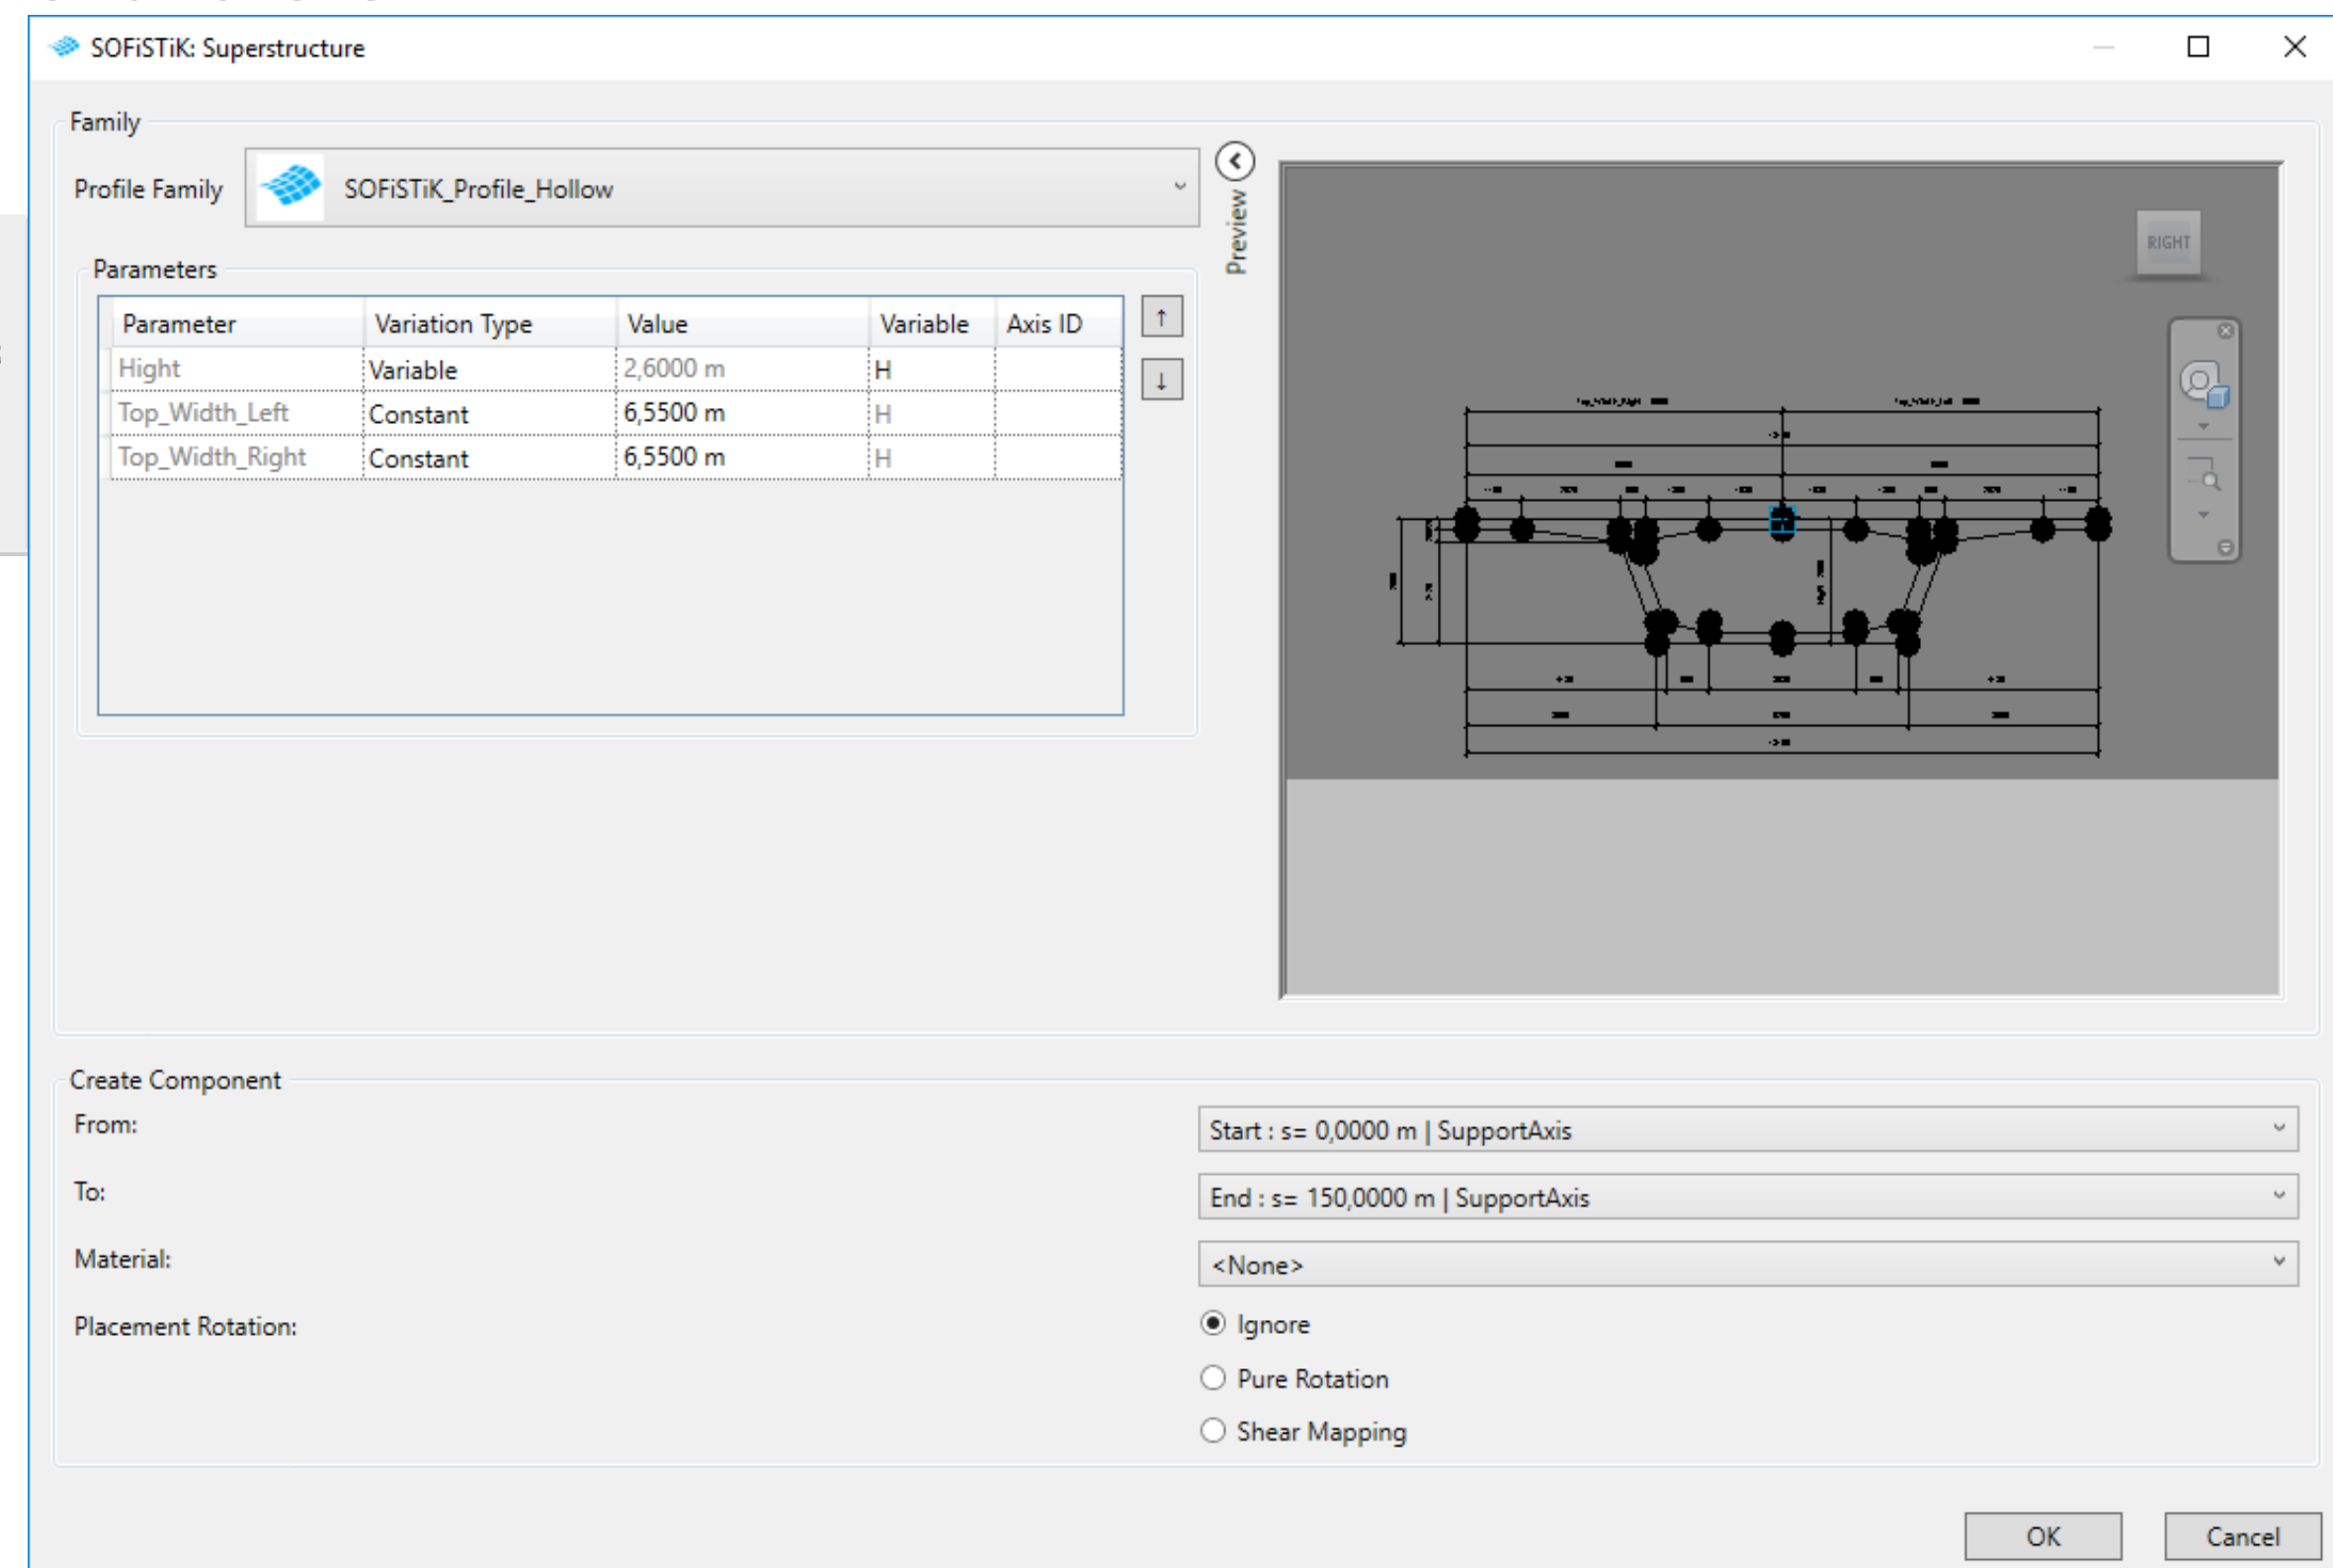 SOFiSTiK: Superstructure
Family
Profile Family
SOFiSTiK_Profile_Hollow
Preview
RIGHT
Parameters
Parameter Variation Type Value Variable Axis ID
Hight Variable 2,6000 m H
Top_Width_Left Constant 6,5500 m H
Top_Width_Right Constant 6,5500 m H
Create Component
From: Start : s= 0,0000 m | SupportAxis
To: End : s= 150,0000 m | SupportAxis
Material: <None>
Placement Rotation: Ignore
Pure Rotation
Shear Mapping
OK Cancel